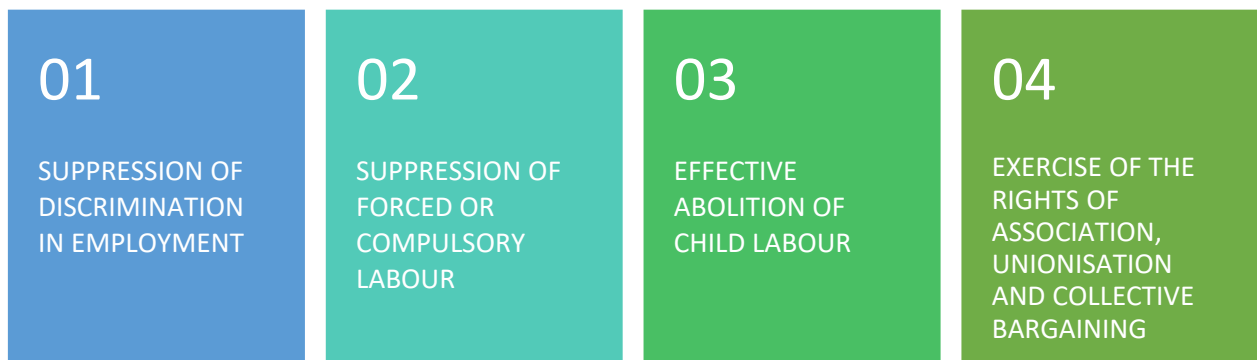 01
SUPPRESSION OF
DISCRIMINATION
IN EMPLOYMENT
02
SUPPRESSION OF
FORCED OR
COMPULSORY
LABOUR
03
EFFECTIVE
ABOLITION OF
CHILD LABOUR
04
EXERCISE OF THE
RIGHTS OF
ASSOCIATION,
UNIONISATION
AND COLLECTIVE
BARGAINING